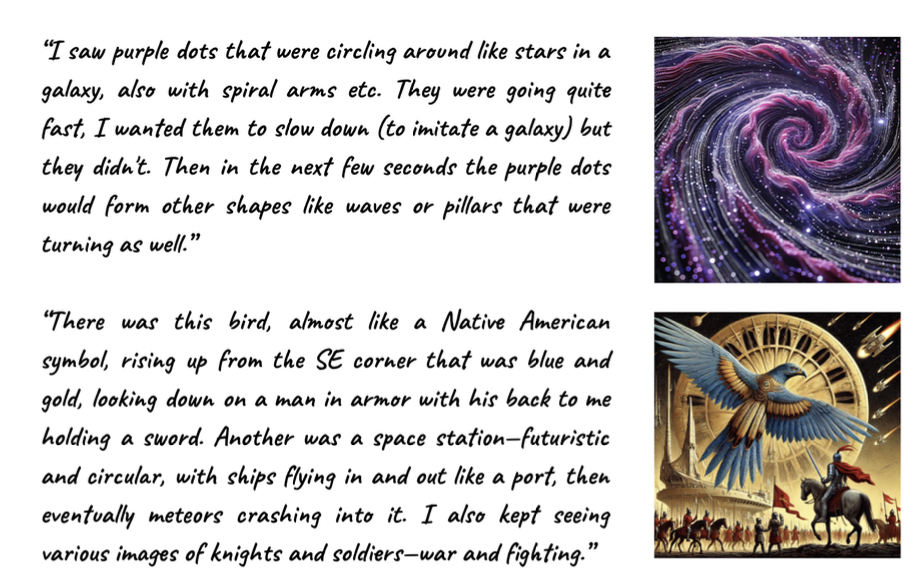 “I saw purple dots that were circling around like stars in a
galaxy, also with spiral arms etc. They were going quite
fast, I wanted them to slow down (to imitate a galaxy) but
they didn't. Then in the next few seconds the purple dots
would form other shapes like waves or pillars that were
turning as well.”
“There was this bird, almost like a Native American
symbol, rising up from the SE corner that was blue and
gold, looking down on a man in armor with his back to me
holding a sword. Another was a space station—futuristic
and circular, with ships flying in and out like a port, then
eventually meteors crashing into it. I also kept seeing
various images of knights and soldiers—war and fighting.”